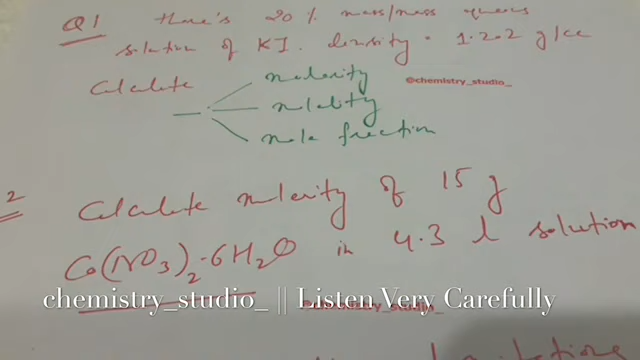 Q1 there's 20% mass/mass queous
solution of KI. density = 1.202 g/cc
Calculate
molarity
@chemistry_studio_
molality
mole fraction
2
Calculate molarity of 15 g
Co(NO3)2·6H2O in 4.3 l solution
chemistry_studio_ || Listen Very Carefully